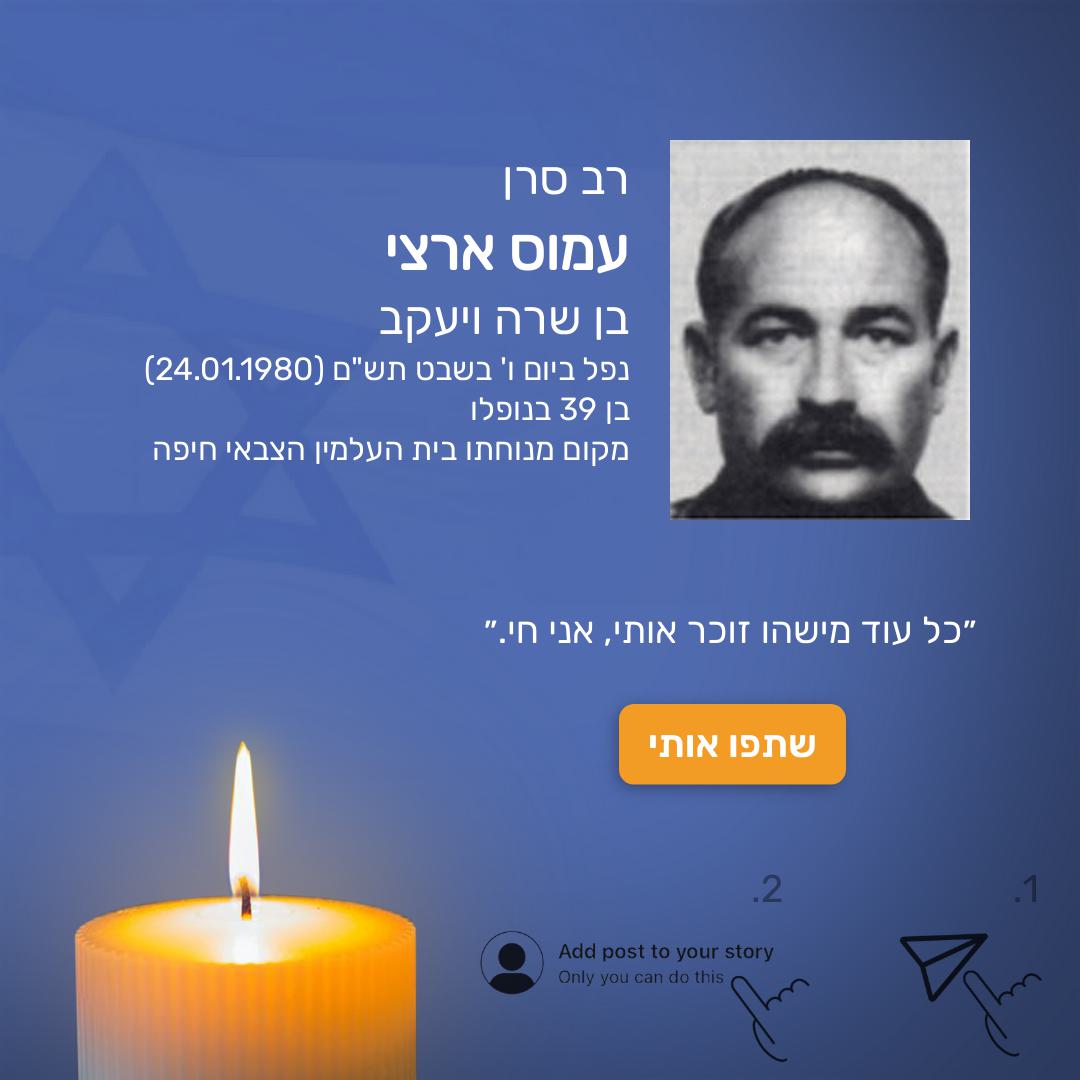 רב סרן
עמוס ארצי
בן שרה ויעקב
נפל ביום ו' בשבט תש"ם (24.01.1980)
בן 39 בנופלו
מקום מנוחתו בית העלמין הצבאי חיפה
״כל עוד מישהו זוכר אותי, אני חי.״
שתפו אותי
1.
2.
Add post to your story
Only you can do this